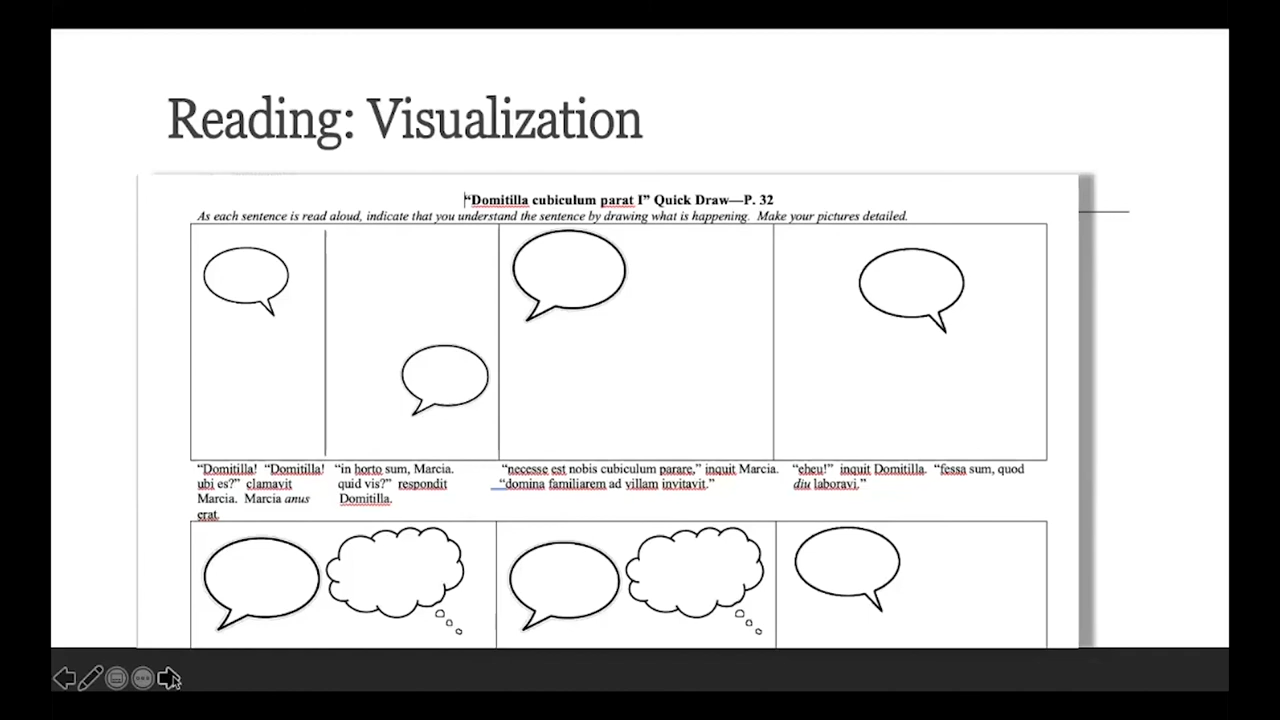 Reading: Visualization
“Domitilla cubiculum parat I” Quick Draw—P. 32
As each sentence is read aloud, indicate that you understand the sentence by drawing what is happening. Make your pictures detailed.
“Domitilla! “Domitilla!
ubi es?” clamavit
Marcia. Marcia anus
erat.
“in horto sum, Marcia.
quid vis?” respondit
Domitilla.
“necesse est nobis cubiculum parare,” inquit Marcia.
“domina familiarem ad villam invitavit.”
“eheu!” inquit Domitilla. “fessa sum, quod
diu laboravi.”